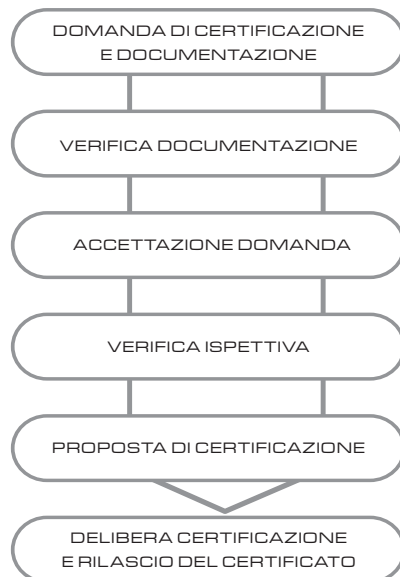 DOMANDA DI CERTIFICAZIONE
E DOCUMENTAZIONE
VERIFICA DOCUMENTAZIONE
ACCETTAZIONE DOMANDA
VERIFICA ISPETTIVA
PROPOSTA DI CERTIFICAZIONE
DELIBERA CERTIFICAZIONE
E RILASCIO DEL CERTIFICATO